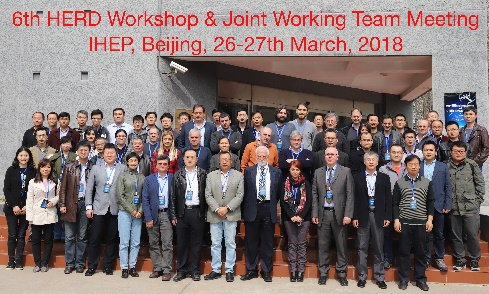 6th HERD Workshop & Joint Working Team Meeting
IHEP, Beijing, 26-27th March, 2018